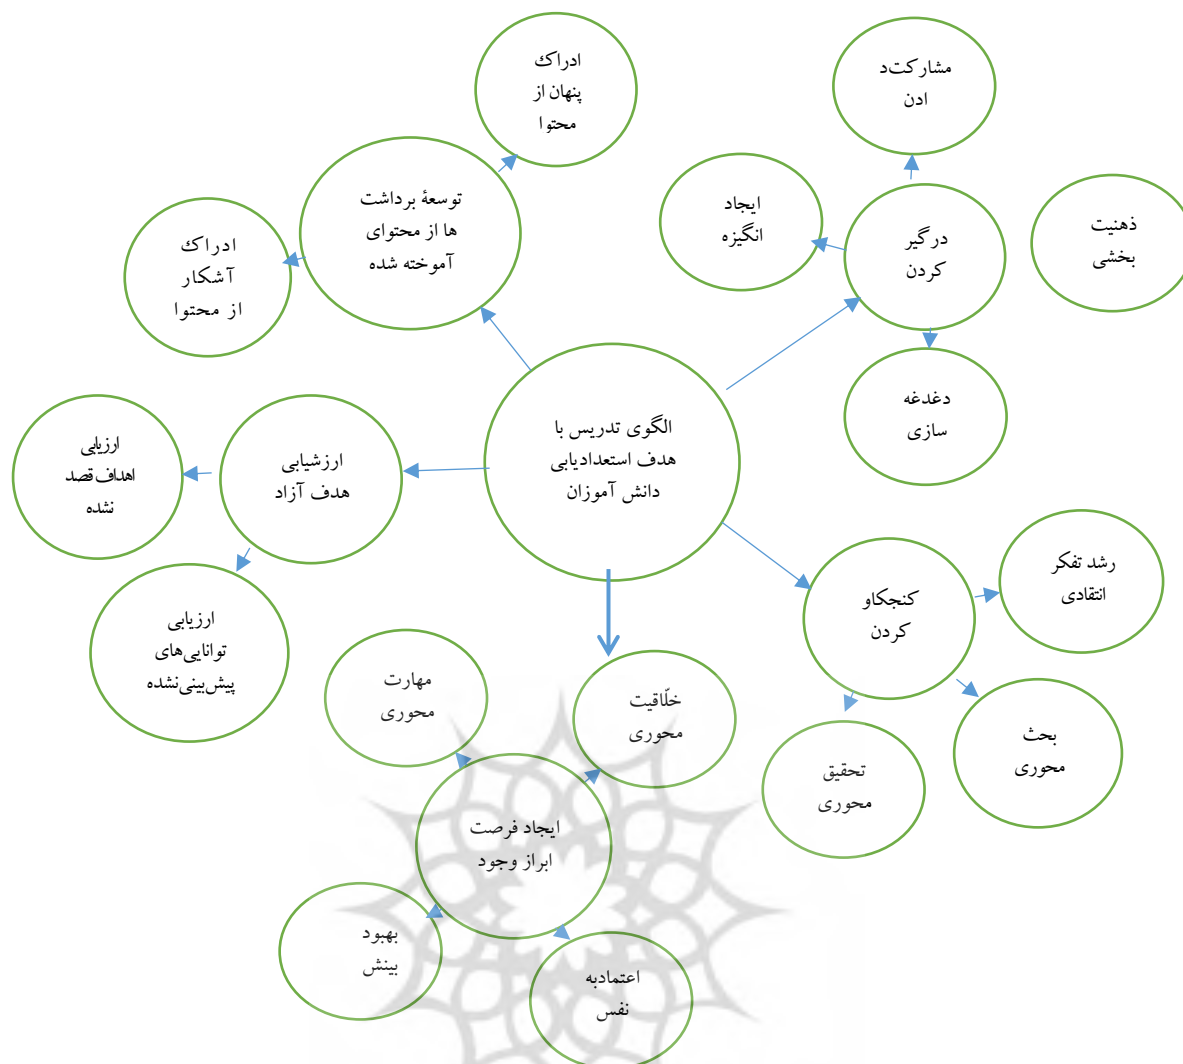 ادراک
پنهان از
محتوا
مشارکت‌د
ادن
توسعۀ برداشت
ها از محتوای
آموخته شده
ایجاد
انگیزه
درگیر
کردن
ذهنیت
بخشی
ادراک
آشکار
از محتوا
دغدغه
سازی
الگوی تدریس با
هدف استعدادیابی
دانش آموزان
ارزیابی
اهداف قصد
نشده
ارزشیابی
هدف آزاد
رشد تفکر
انتقادی
کنجکاو
کردن
ارزیابی
توانایی‌های
پیش‌بینی‌نشده
مهارت
محوری
خلّاقیت
محوری
بحث
محوری
تحقیق
محوری
ایجاد فرصت
ابراز وجود
بهبود
بینش
اعتمادبه
نفس